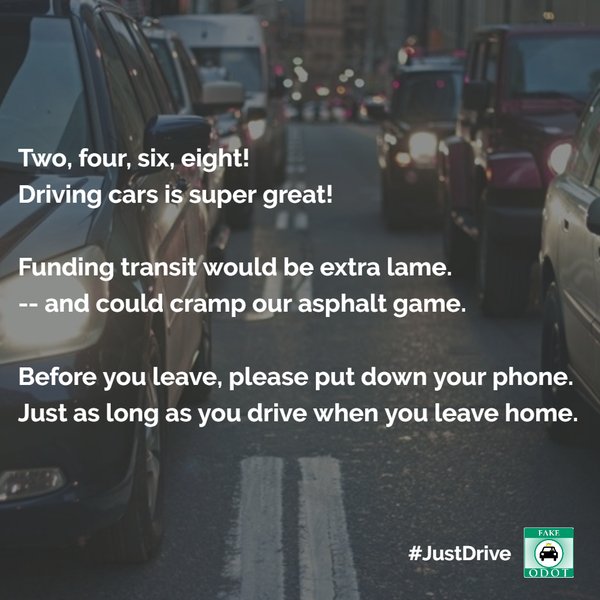 Two, four, six, eight!
Driving cars is super great!
Funding transit would be extra lame.
-- and could cramp our asphalt game.
Before you leave, please put down your phone.
Just as long as you drive when you leave home.
#JustDrive
FAKE
ODOT